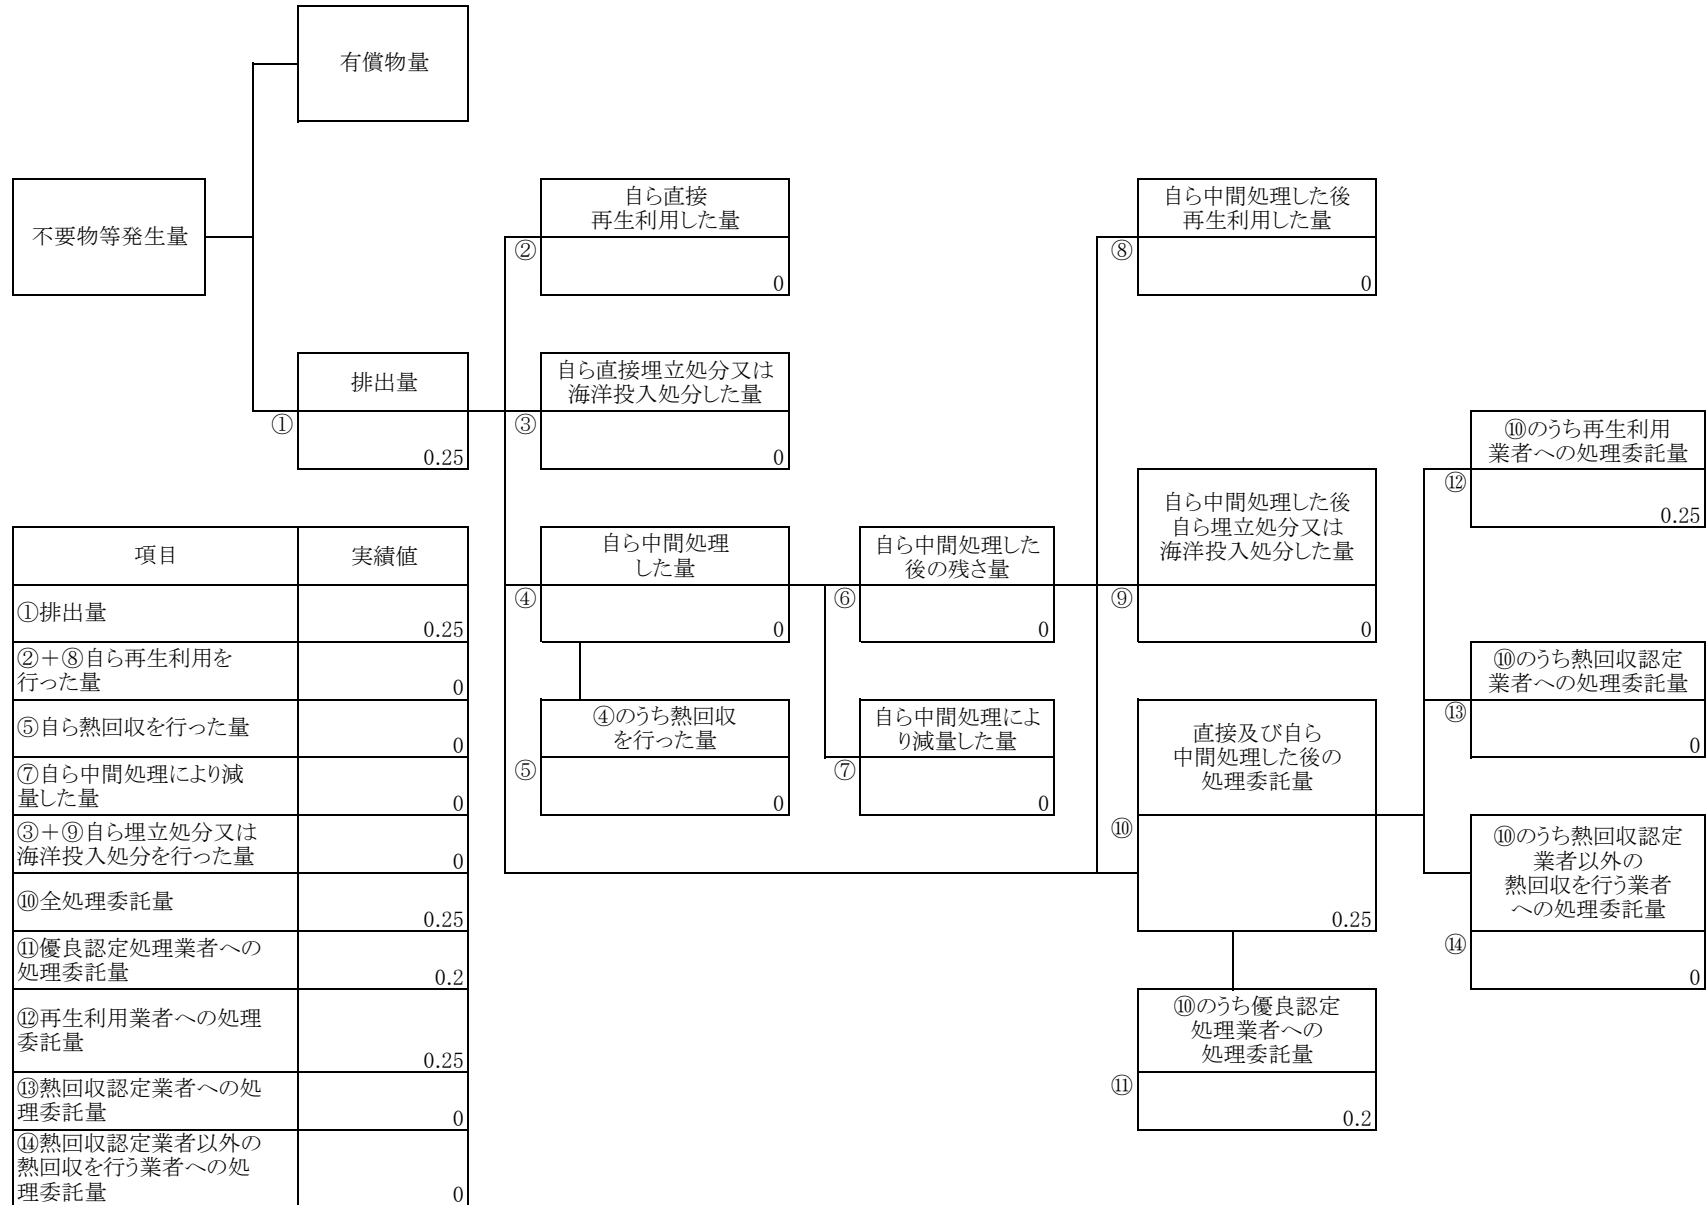 有償物量
不要物等発生量
自ら直接
再生利用した量
②
0
自ら中間処理した後
再生利用した量
⑧
0
排出量
①
0.25
自ら直接埋立処分又は
海洋投入処分した量
③
0
⑩のうち再生利用
業者への処理委託量
⑫
0.25
自ら中間処理
した量
④
0
自ら中間処理した
後の残さ量
⑥
0
自ら中間処理した後
自ら埋立処分又は
海洋投入処分した量
⑨
0
⑩のうち熱回収認定
業者への処理委託量
⑬
0
④のうち熱回収
を行った量
⑤
0
自ら中間処理によ
り減量した量
⑦
0
直接及び自ら
中間処理した後の
処理委託量
⑩
0.25
⑩のうち熱回収認定
業者以外の
熱回収を行う業者
への処理委託量
⑭
0
⑩のうち優良認定
処理業者への
処理委託量
⑪
0.2
項目 実績値
①排出量
0.25
②＋⑧自ら再生利用を
行った量
0
⑤自ら熱回収を行った量
0
⑦自ら中間処理により減
量した量
0
③＋⑨自ら埋立処分又は
海洋投入処分を行った量
0
⑩全処理委託量
0.25
⑪優良認定処理業者への
処理委託量
0.2
⑫再生利用業者への処理
委託量
0.25
⑬熱回収認定業者への処
理委託量
0
⑭熱回収認定業者以外の
熱回収を行う業者への処
理委託量
0